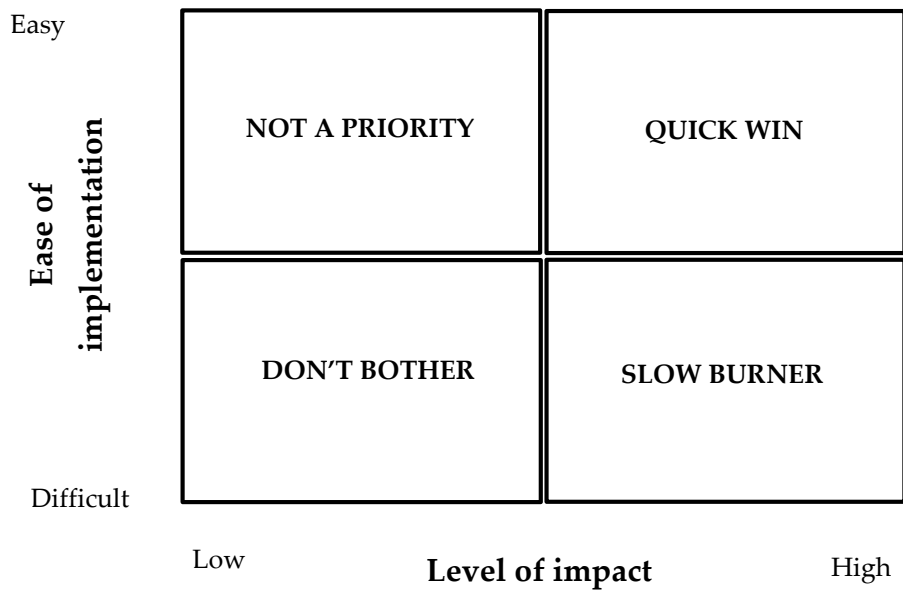 Easy
NOT A PRIORITY
QUICK WIN
Ease of
implementation
DON’T BOTHER
SLOW BURNER
Difficult
Low
Level of impact
High